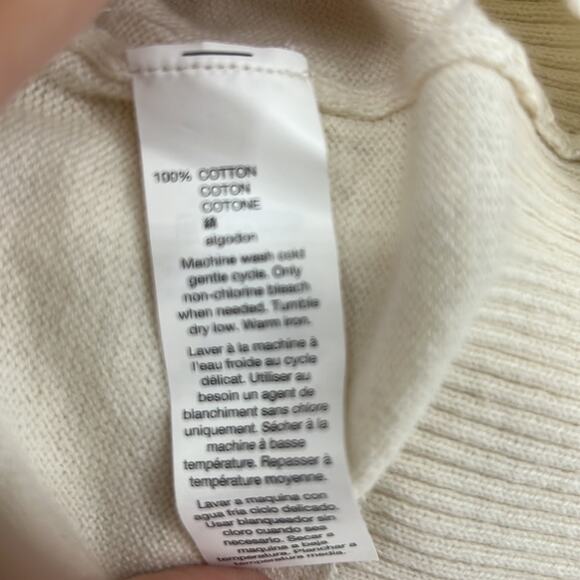 100% COTTON
COTON
COTONE
algodon
Machine wash cold
gentle cycle. Only
non-chlorine bleach
when needed. Tumble
dry low. Warm iron.
Laver à la machine à
l'eau froide au cycle
délicat. Utiliser au
besoin un agent de
blanchiment sans chlore
uniquement. Sécher à la
machine à basse
température. Repasser à
température moyenne.
Lavar a maquina con
agua fria ciclo delicado.
Usar blanqueador sin
cloro cuando sea
necesario. Secar a
maquina a baja
temperatura. Planchar a
temperatura media.